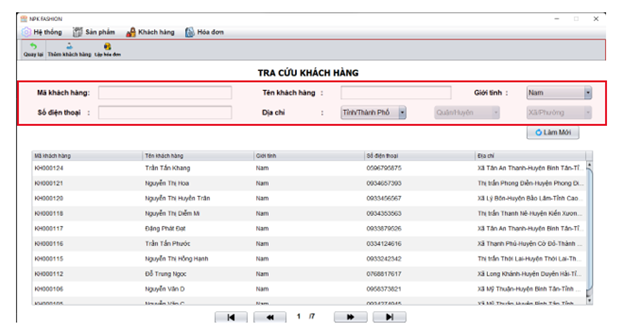 NPK FASHION
Hệ thống Sản phẩm Khách hàng Hóa đơn
Quay lại Thêm khách hàng Lập hóa đơn
TRA CỨU KHÁCH HÀNG
Mã khách hàng: Tên khách hàng : Giới tính : Nam
Số điện thoại : Địa chỉ : Tỉnh/Thành Phố Quận/Huyện Xã/Phường
Làm Mới
Mã khách hàng Tên khách hàng Giới tính Số điện thoại Địa chỉ
KH000124 Trần Tấn Khang Nam 0596795875 Xã Tân An Thạnh-Huyện Bình Tân-Tỉ...
KH000121 Nguyễn Thị Hoa Nam 0934657303 Thị trấn Phong Điền-Huyện Phong Đi...
KH000120 Nguyễn Thị Huyền Trân Nam 0933456567 Xã Lý Bôn-Huyện Bảo Lâm-Tỉnh Cao...
KH000118 Nguyễn Thị Diễm Mi Nam 0934353563 Thị trấn Thanh Nê-Huyện Kiến Xươn...
KH000117 Đặng Phát Đạt Nam 0933879526 Xã Tân An Thạnh-Huyện Bình Tân-Tỉ...
KH000116 Trần Tấn Phước Nam 0334124616 Xã Thạnh Phú-Huyện Cờ Đỏ-Thành ...
KH000115 Nguyễn Thị Hồng Hạnh Nam 0933242342 Thị trấn Thới Lai-Huyện Thới Lai-Th...
KH000112 Đỗ Trung Ngọc Nam 0768817617 Xã Long Khánh-Huyện Duyên Hải-Tỉ...
KH000106 Nguyễn Văn D Nam 0958373821 Xã Mỹ Thuận-Huyện Bình Tân-Tỉnh ...
KH000105 Nguyễn Văn C Nam Xã Mỹ Thuận-Huyện Bình Tân-Tỉnh
1 /7